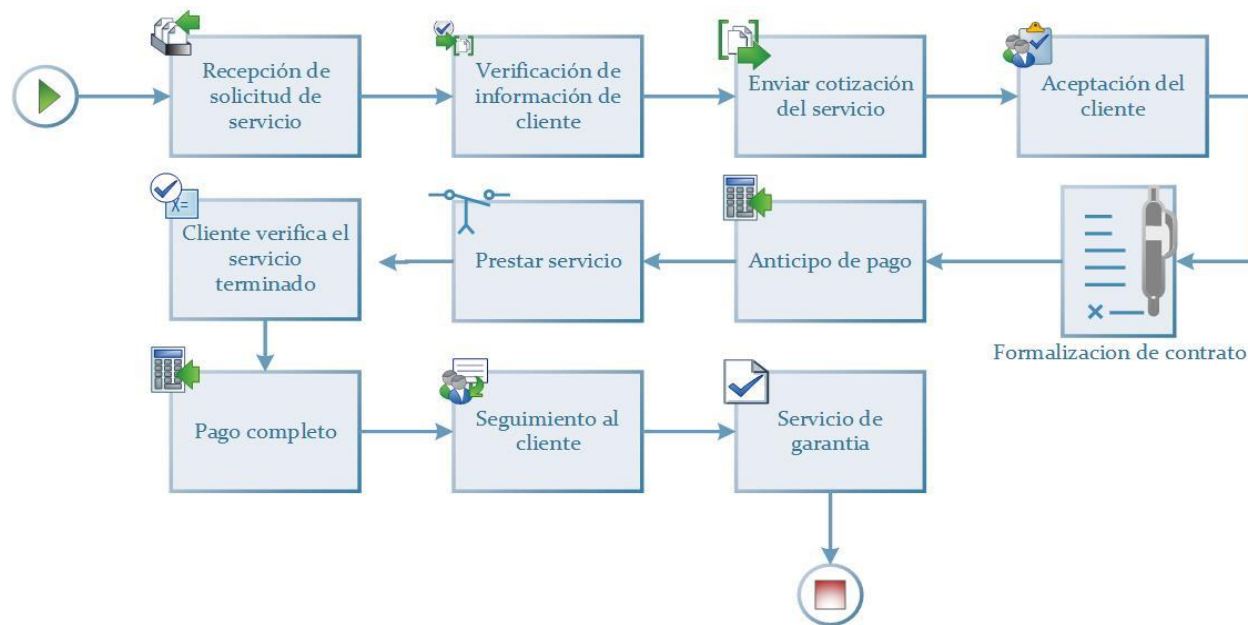 Recepción de
solicitud de
servicio
Verificación de
información de
cliente
Enviar cotización
del servicio
Aceptación del
cliente
Formalizacion de contrato
Anticipo de pago
Prestar servicio
X=
Cliente verifica el
servicio
terminado
Pago completo
Seguimiento al
cliente
Servicio de
garantia